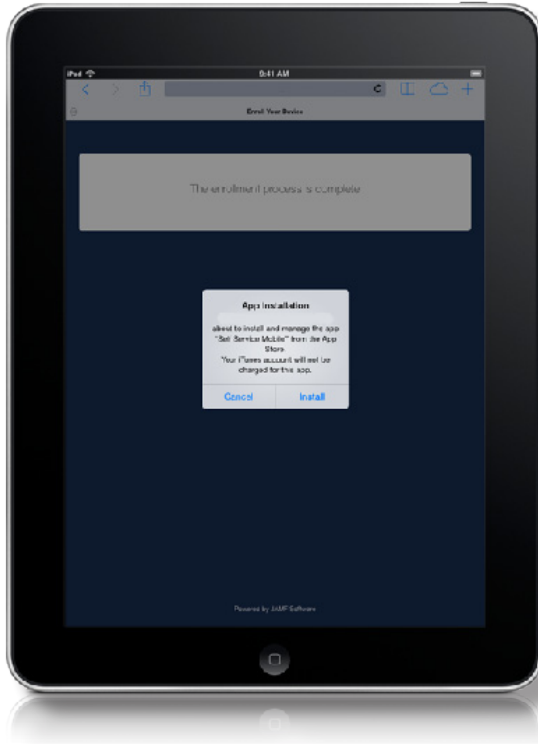 iPad
9:41 AM
Enroll Your Device
The enrollment process is complete
App Installation
about to install and manage the app
"Self Service Mobile" from the App
Store.
Your iTunes account will not be
charged for this app.
Cancel
Install
Powered by JAMF Software